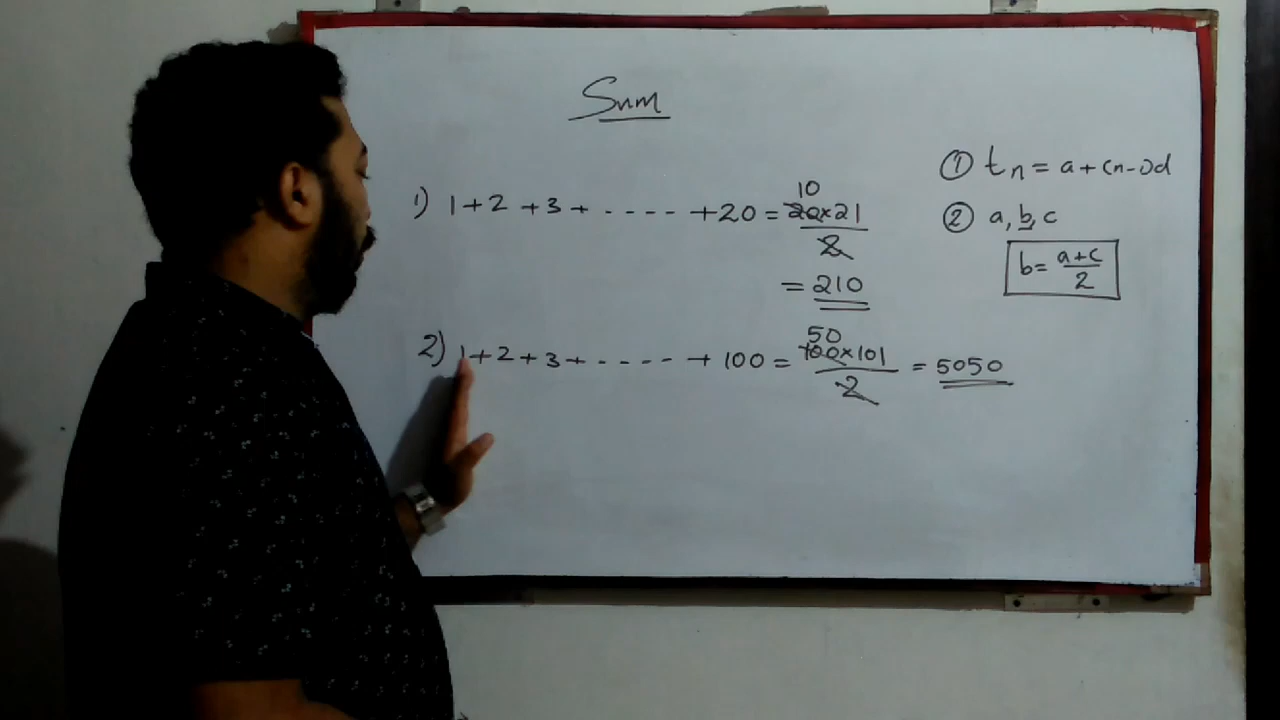 Sum
1) 1+2+3+-----+20 = 20×21
10
2
= 210
2) 1+2+3+-----+100 = 100×101 = 5050
50
2
① tn = a+(n-1)d
② a, b, c
b = a+c
2